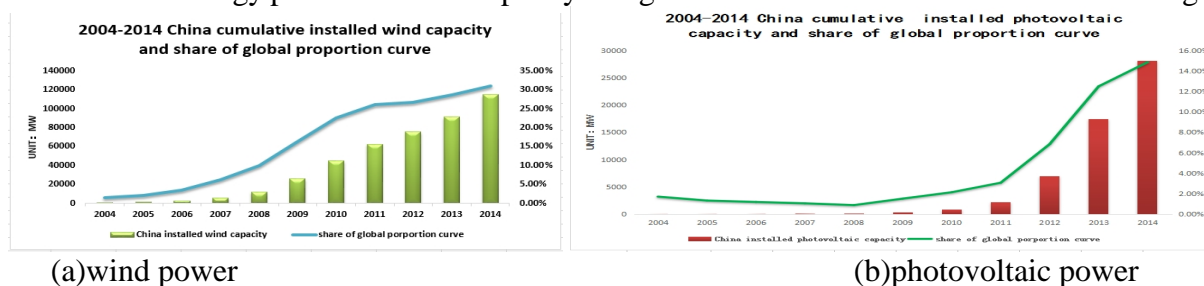 2004-2014 China cumulative installed wind capacity
and share of global proportion curve
140000
120000
100000
80000
60000
40000
20000
0
UNIT: MW
35.00%
30.00%
25.00%
20.00%
15.00%
10.00%
5.00%
0.00%
2004 2005 2006 2007 2008 2009 2010 2011 2012 2013 2014
China installed wind capacity share of global porportion curve
(a)wind power
2004—2014 China cumulative installed photovoltaic
capacity and share of global proportion curve
30000
25000
20000
15000
10000
5000
0
UNIT: MW
16.00%
14.00%
12.00%
10.00%
8.00%
6.00%
4.00%
2.00%
0.00%
2004 2005 2006 2007 2008 2009 2010 2011 2012 2013 2014
China installed photovoltaic capacity share of global porportion curve
(b)photovoltaic power